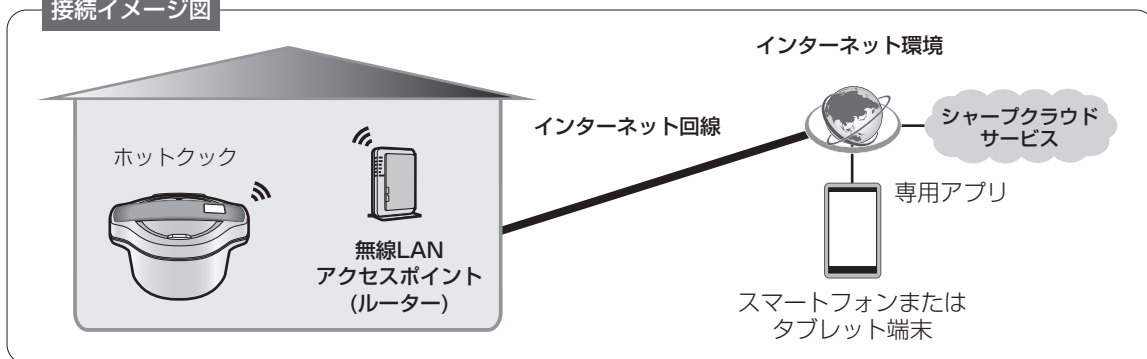 接続イメージ図
インターネット環境
インターネット回線
シャープクラウド
サービス
ホットクック
専用アプリ
無線LAN
アクセスポイント
(ルーター)
スマートフォンまたは
タブレット端末